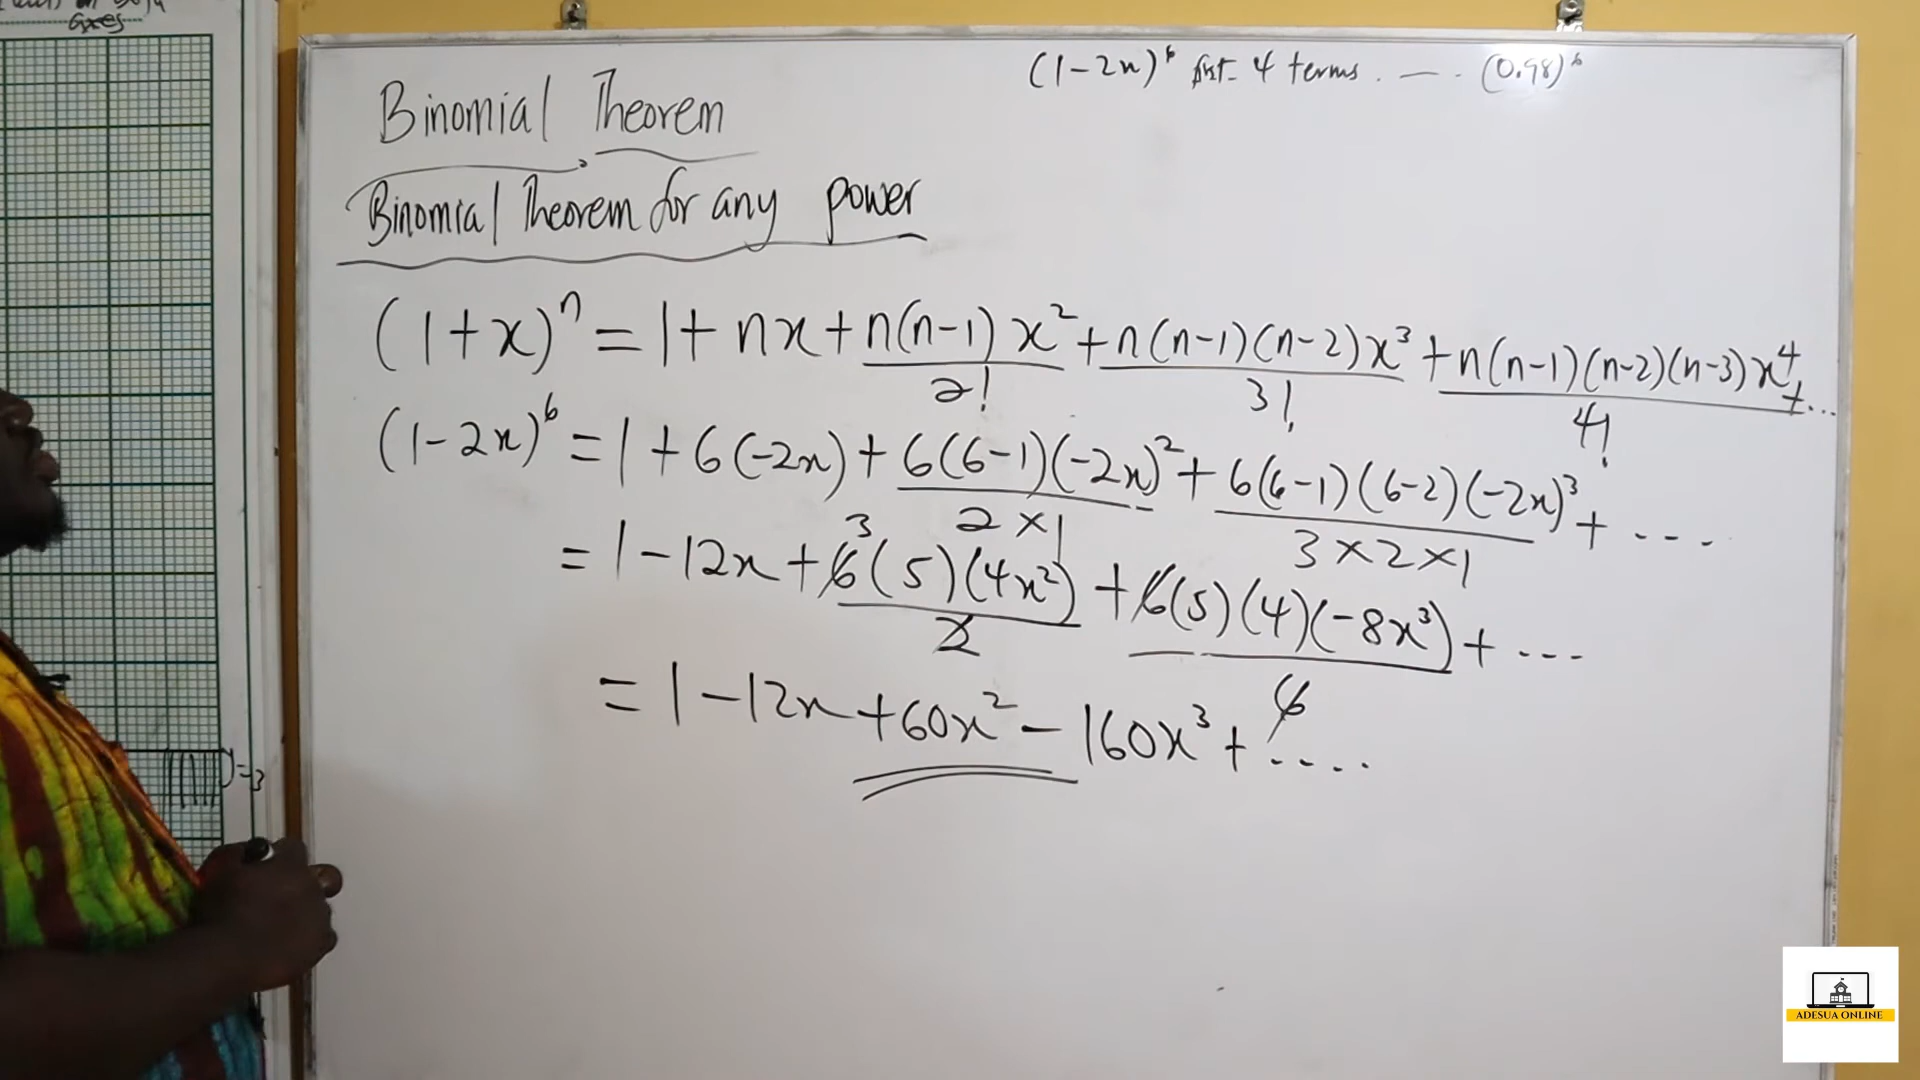 Axes
(1-2x)⁶ first 4 terms. — . (0.98)⁶
Binomial Theorem
Binomial Theorem for any power
(1+x)ⁿ = 1 + nx + n(n-1)x²/2! + n(n-1)(n-2)x³/3! + n(n-1)(n-2)(n-3)x⁴/4! + ...
(1-2x)⁶ = 1 + 6(-2x) + 6(6-1)(-2x)²/2×1 + 6(6-1)(6-2)(-2x)³/3×2×1 + ....
= 1 - 12x + 6³(5)(4x²)/2 + 6(5)(4)(-8x³)/6 + ...
= 1 - 12x + 60x² - 160x³ + ....
)=3
ADESUA ONLINE